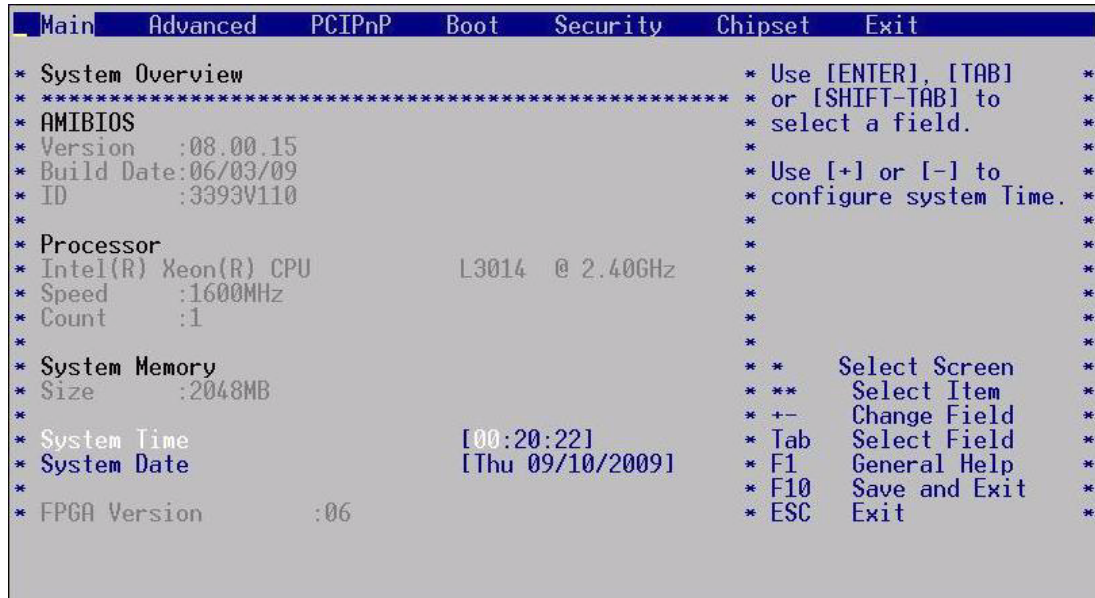 Main Advanced PCIPnP Boot Security Chipset Exit
* System Overview * Use [ENTER], [TAB] *
* *************************************************** * or [SHIFT-TAB] to *
* AMIBIOS * select a field. *
* Version :08.00.15 * *
* Build Date:06/03/09 * Use [+] or [-] to *
* ID :3393V110 * configure system Time. *
* * *
* Processor * *
* Intel(R) Xeon(R) CPU L3014 @ 2.40GHz * *
* Speed :1600MHz * *
* Count :1 * *
* * *
* System Memory * * Select Screen *
* Size :2048MB * ** Select Item *
* * +- Change Field *
* System Time [00:20:22] * Tab Select Field *
* System Date [Thu 09/10/2009] * F1 General Help *
* * F10 Save and Exit *
* FPGA Version :06 * ESC Exit *